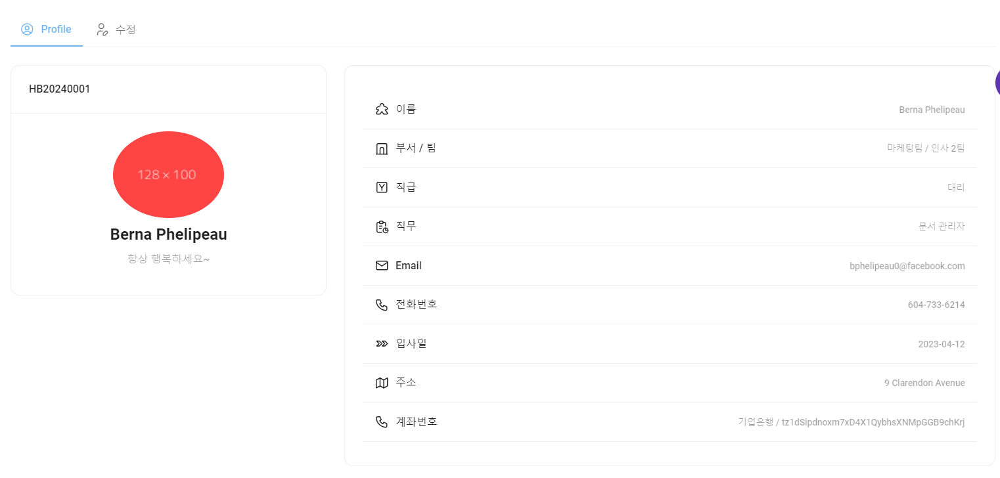 Profile 수정
HB20240001
128 × 100
Berna Phelipeau
항상 행복하세요~
이름 Berna Phelipeau
부서 / 팀 마케팅팀 / 인사 2팀
직급 대리
직무 문서 관리자
Email bphelipeau0@facebook.com
전화번호 604-733-6214
입사일 2023-04-12
주소 9 Clarendon Avenue
계좌번호 기업은행 / tz1dSipdnoxm7xD4X1QybhsXNMpGGB9chKrj